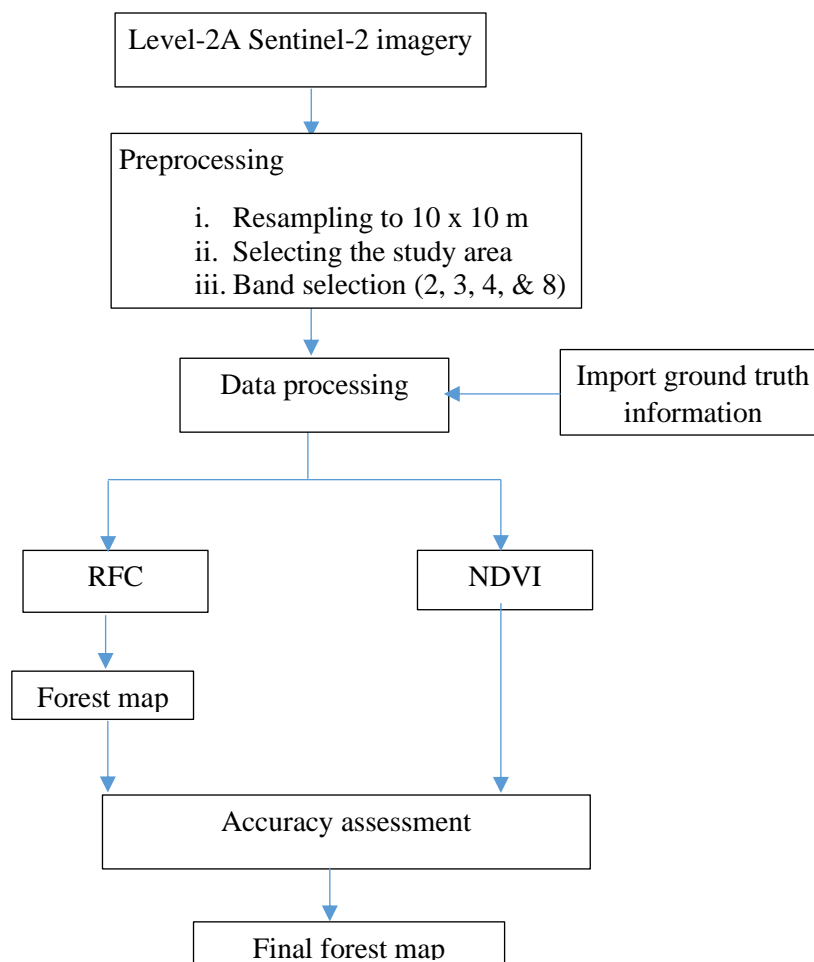 Level-2A Sentinel-2 imagery
Preprocessing
i. Resampling to 10 x 10 m
ii. Selecting the study area
iii. Band selection (2, 3, 4, & 8)
Data processing
Import ground truth
information
RFC
NDVI
Forest map
Accuracy assessment
Final forest map